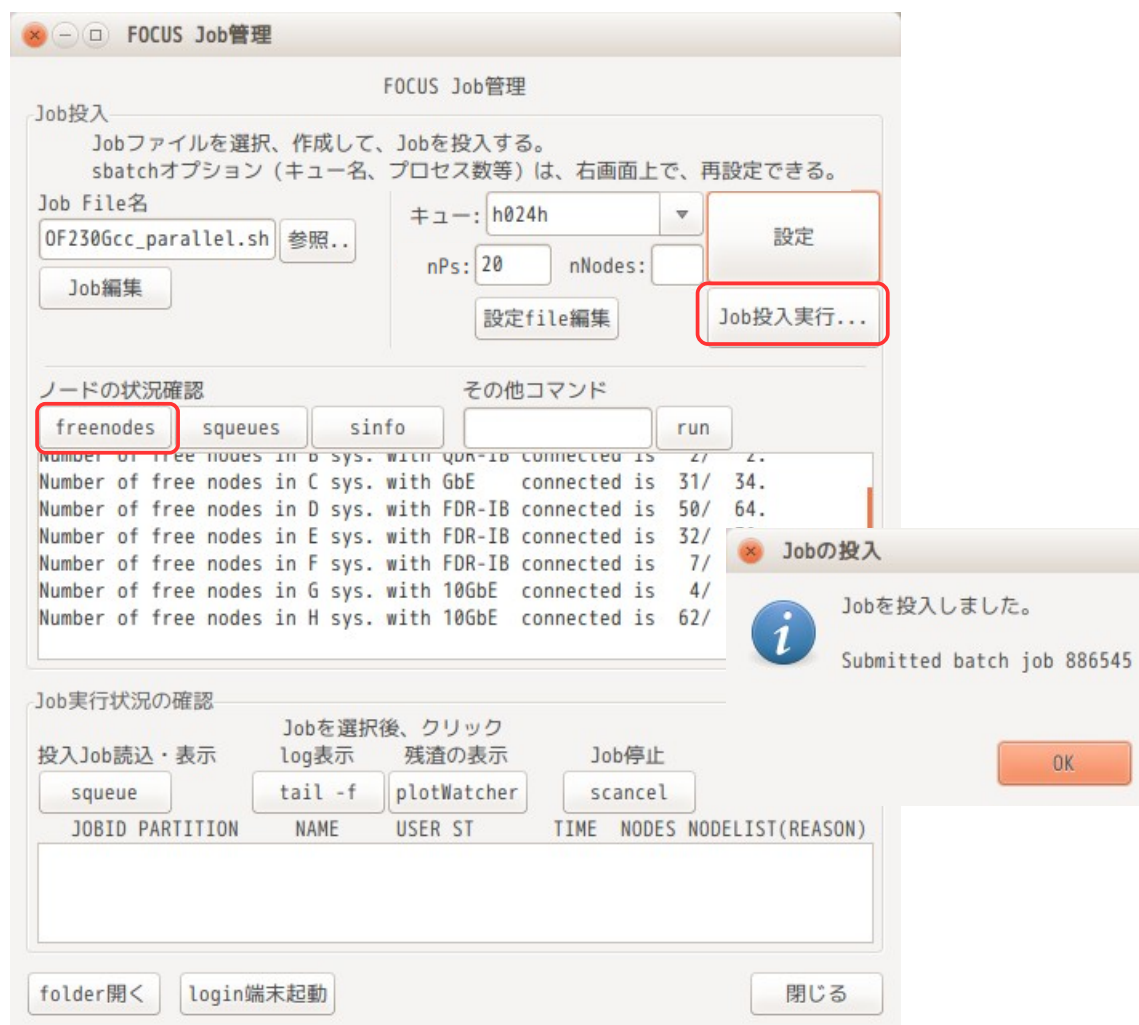 FOCUS Job管理
FOCUS Job管理
Job投入
Jobファイルを選択、作成して、Jobを投入する。
sbatchオプション（キュー名、プロセス数等）は、右画面上で、再設定できる。
Job File名
キュー: h024h
設定
OF230Gcc_parallel.sh 参照..
nPs: 20 nNodes:
Job編集
設定file編集
Job投入実行...
ノードの状況確認 その他コマンド
freenodes squeues sinfo run
Number of free nodes in B sys. with QDR-IB connected is 2/ 2.
Number of free nodes in C sys. with GbE connected is 31/ 34.
Number of free nodes in D sys. with FDR-IB connected is 50/ 64.
Number of free nodes in E sys. with FDR-IB connected is 32/
Number of free nodes in F sys. with FDR-IB connected is 7/
Number of free nodes in G sys. with 10GbE connected is 4/
Number of free nodes in H sys. with 10GbE connected is 62/
Jobの投入
Jobを投入しました。
Submitted batch job 886545
OK
Job実行状況の確認
Jobを選択後、クリック
投入Job読込・表示 log表示 残渣の表示 Job停止
squeue tail -f plotWatcher scancel
JOBID PARTITION NAME USER ST TIME NODES NODELIST(REASON)
folder開く login端末起動 閉じる